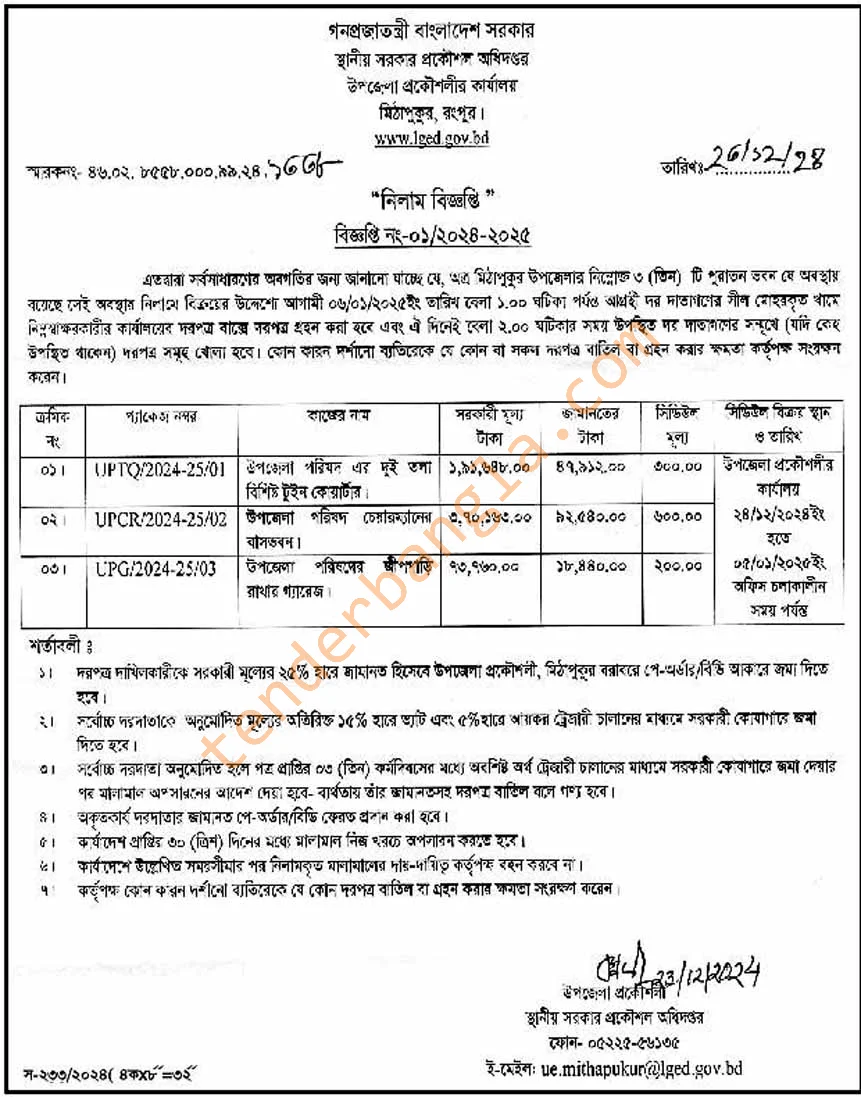 গনপ্রজাতন্ত্রী বাংলাদেশ সরকার
স্থানীয় সরকার প্রকৌশল অধিদপ্তর
উপজেলা প্রকৌশলীর কার্যালয়
মিঠাপুকুর, রংপুর।
www.lged.gov.bd
স্মারকনং- ৪৬.০২. ৮৫৫৮.০০০.৯৯.২৪.
তারিখঃ
“নিলাম বিজ্ঞপ্তি ”
বিজ্ঞপ্তি নং-০১/২০২৪-২০২৫
এতদ্বারা সর্বসাধারণের অবগতির জন্য জানানো যাচ্ছে যে, অত্র মিঠাপুকুর উপজেলার নিম্নোক্ত ৩ (তিন) টি পুরাতন ভবন যে অবস্থায়
রয়েছে সেই অবস্থার নিলামে বিক্রয়ের উদ্দেশ্যে আগামী ০৬/০১/২০২৫ইং তারিখ বেলা ১.০০ ঘটিকা পর্যন্ত আগ্রহী দর দাতাগণের সীল মোহরকৃত খামে
নিম্নস্বাক্ষরকারীর কার্যালয়ের দরপত্র বাক্সে দরপত্র গ্রহন করা হবে এবং ঐ দিনেই বেলা ২.০০ ঘটিকার সময় উপস্থিত দর দাতাগণের সন্মুখে (যদি কেহ
উপস্থিত থাকেন) দরপত্র সমূহ খোলা হবে। কোন কারন দর্শানো ব্যতিরেকে যে কোন বা সকল দরপত্র বাতিল বা গ্রহন করার ক্ষমতা কর্তৃপক্ষ সংরক্ষন
করেন।
ক্রমিক নং | প্যাকেজ নম্বর | কাজের নাম | সরকারী মূল্য টাকা | জামানতের টাকা | সিডিউল মূল্য | সিডিউল বিক্রয় স্থান ও তারিখ
০১। UPTQ/2024-25/01 উপজেলা পরিষদ এর দুই তলা ১,৯১,৬৪৮.০০ ৪৭,৯১২.০০ ৩০০.০০ উপজেলা প্রকৌশলীর
বিশিষ্ট টুইন কোয়ার্টার। কার্যালয়
০২। UPCR/2024-25/02 উপজেলা পরিষদ চেয়ারম্যানের ৩,৭০,১৬৩.০০ ৯২,৫৪০.০০ ৬০০.০০ ২৪/১২/২০২৪ইং
বাসভবন। হতে
০৩। UPG/2024-25/03 উপজেলা পরিষদের জীপগাড়ি ৭৩,৭৬০.০০ ১৮,৪৪০.০০ ২০০.০০ ০৫/০১/২০২৫ইং
রাখার গ্যারেজ। অফিস চলাকালীন
সময় পর্যন্ত
শর্তাবলী ঃ
১। দরপত্র দাখিলকারীকে সরকারী মূল্যের ২৫% হারে জামানত হিসেবে উপজেলা প্রকৌশলী, মিঠাপুকুর বরাবরে পে-অর্ডার/বিডি আকারে জমা দিতে
হবে।
২। সর্বোচ্চ দরদাতাকে অনুমোদিত মূল্যের অতিরিক্ত ১৫% হারে ভ্যাট এবং ৫%হারে আয়কর ট্রেজারী চালানের মাধ্যমে সরকারী কোষাগারে জমা
দিতে হবে।
৩। সর্বোচ্চ দরদাতা অনুমোদিত হলে পত্র প্রাপ্তির ০৩ (তিন) কর্মদিবসের মধ্যে অবশিষ্ট অর্থ ট্রেজারী চালানের মাধ্যমে সরকারী কোষাগারে জমা দেয়ার
পর মালামাল অপসারনের আদেশ দেয়া হবে- ব্যর্থতায় তাঁর জামানতসহ দরপত্র বাতিল বলে গণ্য হবে।
৪। অকৃতকার্য দরদাতার জামানত পে-অর্ডার/বিডি ফেরত প্রদান করা হবে।
৫। কার্যাদেশ প্রাপ্তির ৩০ (ত্রিশ) দিনের মধ্যে মালামাল নিজ খরচে অপসারন করতে হবে।
৬। কার্যাদেশে উল্লেখিত সময়সীমার পর নিলামকৃত মালামালের দায়-দায়িত্ব কর্তৃপক্ষ বহন করবে না।
৭। কর্তৃপক্ষ কোন কারন দর্শানো ব্যতিরেকে যে কোন দরপত্র বাতিল বা গ্রহন করার ক্ষমতা সংরক্ষণ করেন।
23/12/2024
উপজেলা প্রকৌশলী
স্থানীয় সরকার প্রকৌশল অধিদপ্তর
ফোন- ০৫২২৫-৫৬১৩৫
ই-মেইল: ue.mithapukur@lged.gov.bd
স-২৩৩/২০২৪( ৪কx৮˝=৩২˝
tenderbangla.com